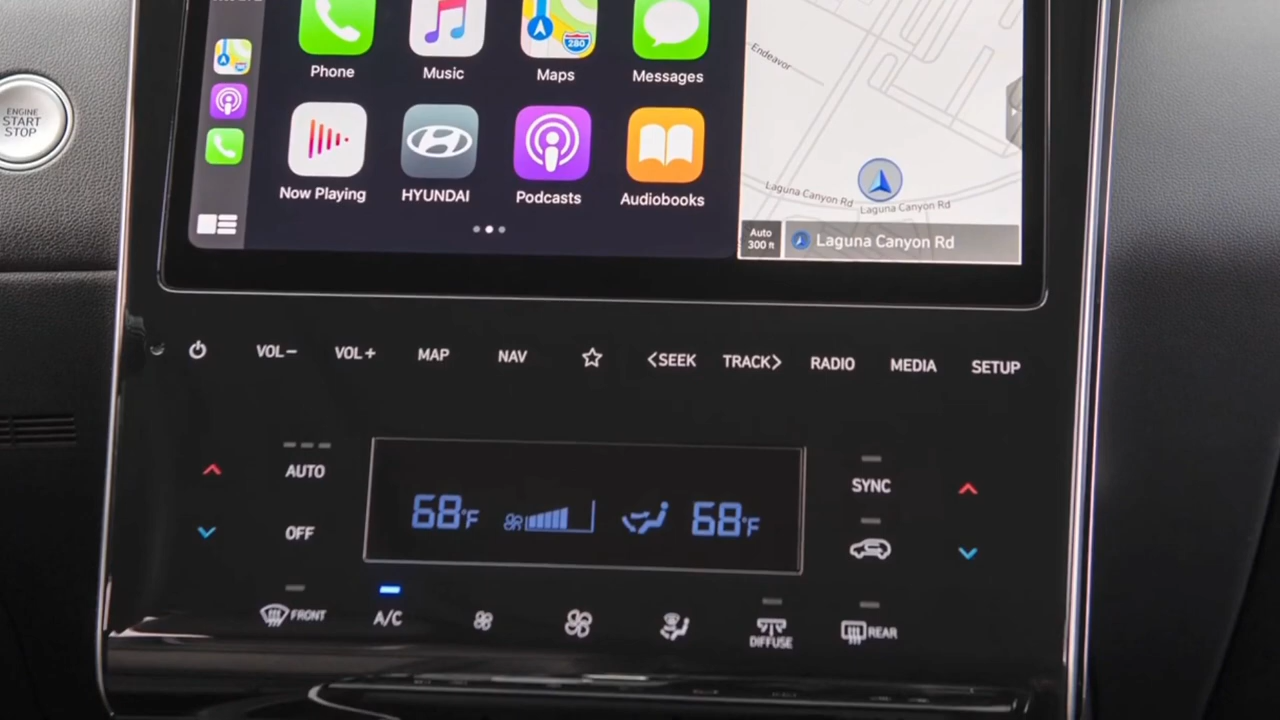 ENGINE
START
STOP
Phone
Music
Maps
280
Messages
Now Playing
HYUNDAI
Podcasts
Audiobooks
Endeavor
Laguna Canyon Rd
Laguna Canyon Rd
Auto
300 ft
Laguna Canyon Rd
VOL−
VOL+
MAP
NAV
<SEEK
TRACK>
RADIO
MEDIA
SETUP
AUTO
OFF
68°F
68°F
SYNC
FRONT
A/C
DIFFUSE
REAR